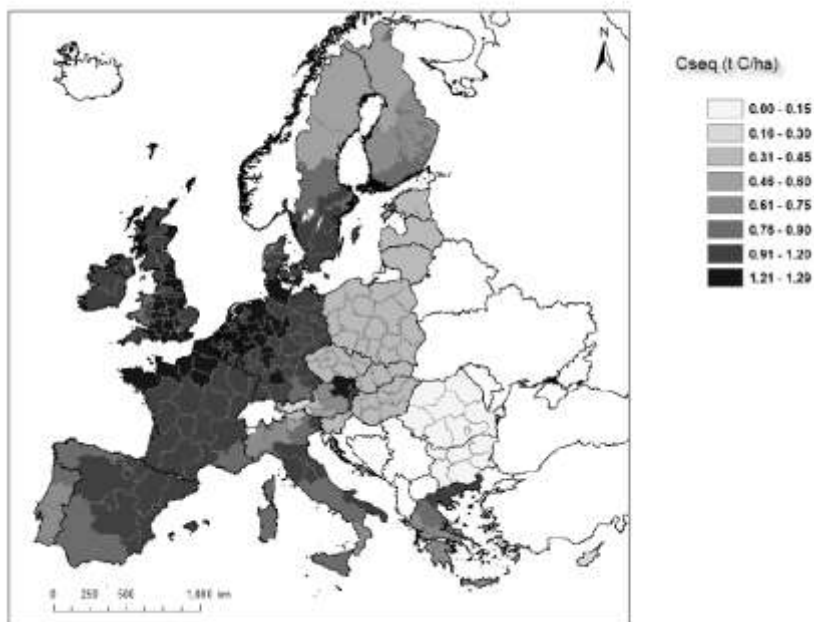 N
Cseq (t C/ha)
0.00 - 0.15
0.16 - 0.30
0.31 - 0.45
0.46 - 0.60
0.61 - 0.75
0.76 - 0.90
0.91 - 1.20
1.21 - 1.29
0 250 500 1,000 km